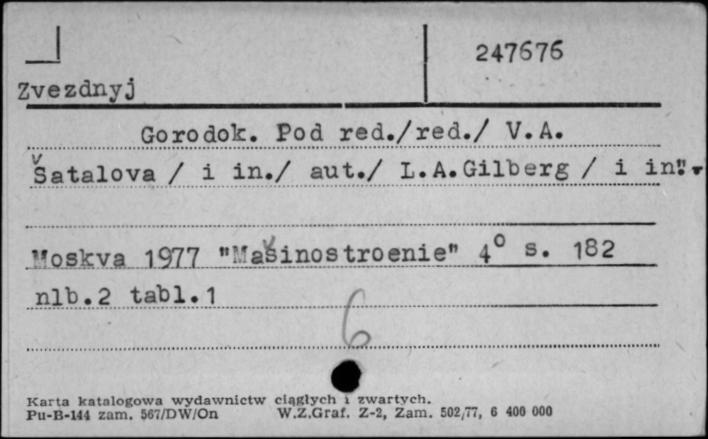 247676
Zvezdnyj
Gorodok. Pod red./red./ V.A.
Šatalova / i in./ aut./ L.A.Gilberg / i in".
Moskva 1977 "Mašinostroenie" 4° s. 182
nlb.2 tabl.1
6
Karta katalogowa wydawnictw ciągłych i zwartych.
Pu-B-144 zam. 567/DW/On W.Z.Graf. Z-2, Zam. 502/77, 6 400 000